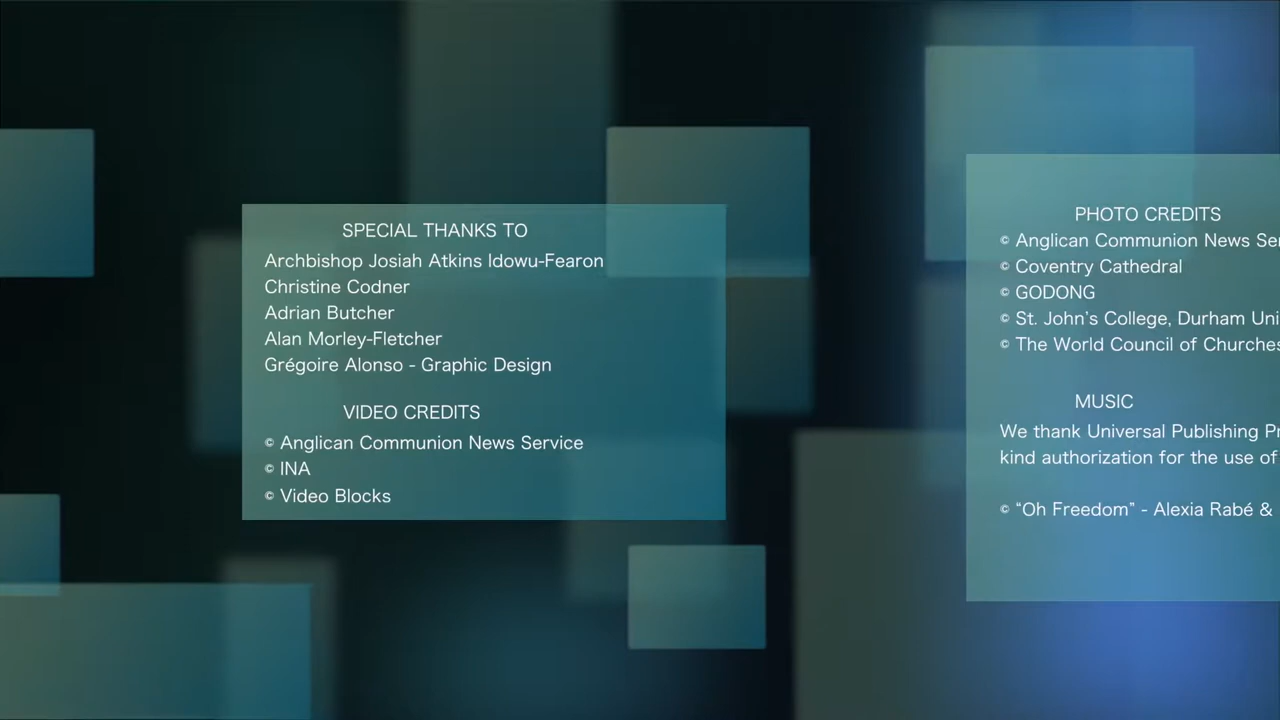 SPECIAL THANKS TO
Archbishop Josiah Atkins Idowu-Fearon
Christine Codner
Adrian Butcher
Alan Morley-Fletcher
Grégoire Alonso - Graphic Design
VIDEO CREDITS
© Anglican Communion News Service
© INA
© Video Blocks
PHOTO CREDITS
© Anglican Communion News
© Coventry Cathedral
© GODONG
© St. John's College, Durham
© The World Council of Churches
MUSIC
We thank Universal Publishing
kind authorization for the use of
© “Oh Freedom” - Alexia Rabé &